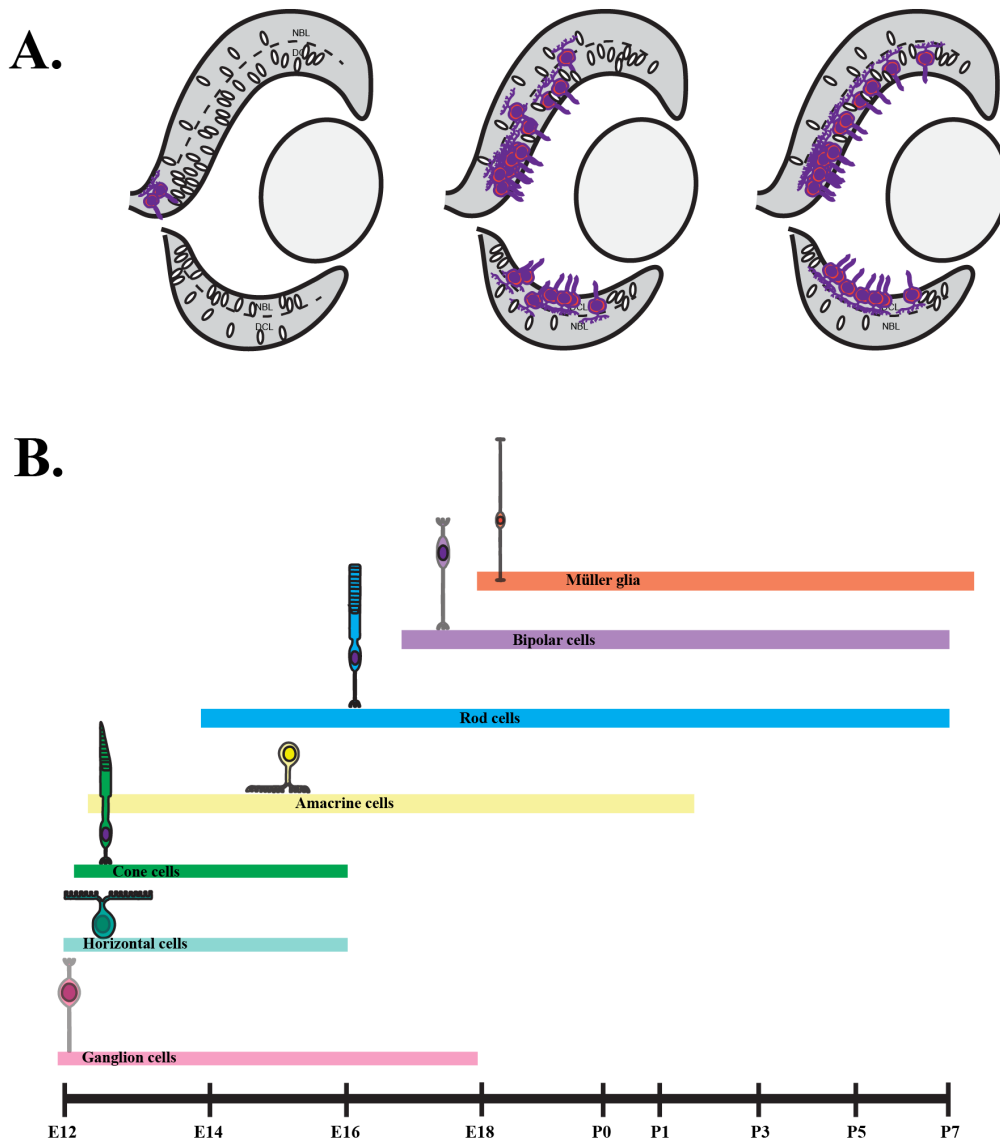 A.
NBL
DCL
NBL
DCL
DCL
NBL
DCL
NBL
B.
Müller glia
Bipolar cells
Rod cells
Amacrine cells
Cone cells
Horizontal cells
Ganglion cells
E12 E14 E16 E18 P0 P1 P3 P5 P7